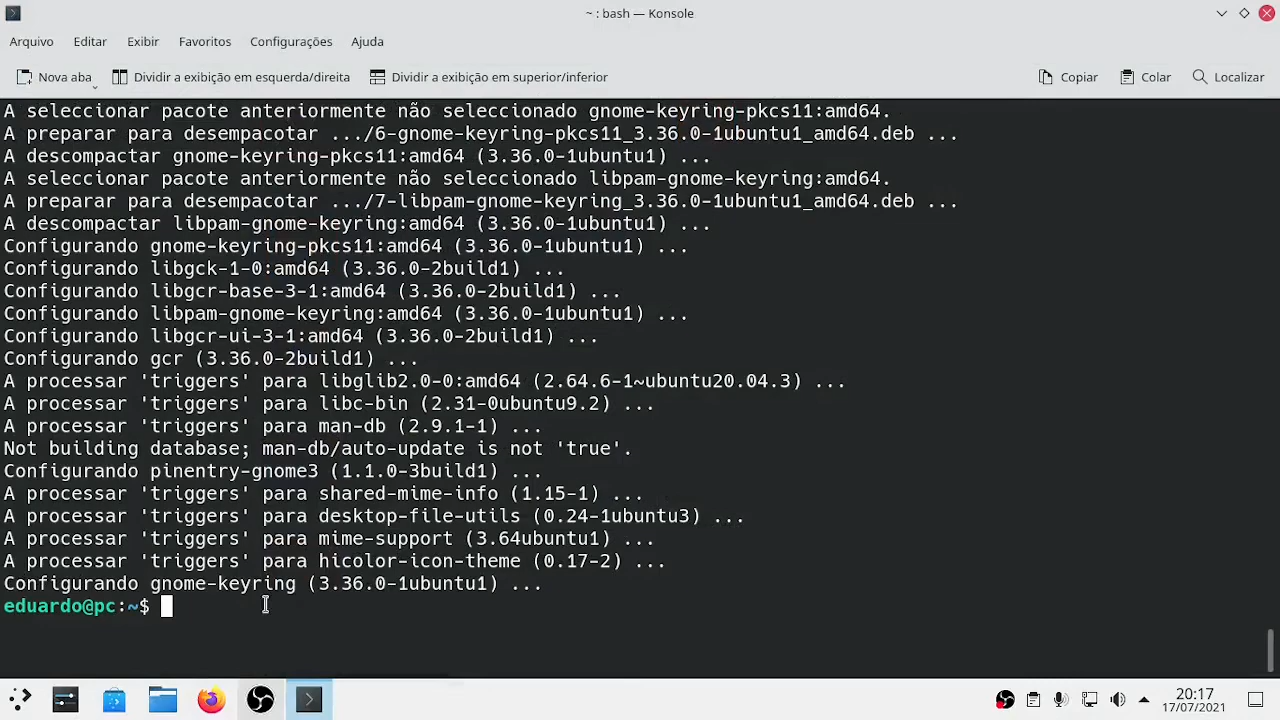 ~ : bash — Konsole
Arquivo Editar Exibir Favoritos Configurações Ajuda
Nova aba Dividir a exibição em esquerda/direita Dividir a exibição em superior/inferior Copiar Colar Localizar
A seleccionar pacote anteriormente não seleccionado gnome-keyring-pkcs11:amd64.
A preparar para desempacotar .../6-gnome-keyring-pkcs11_3.36.0-1ubuntu1_amd64.deb ...
A descompactar gnome-keyring-pkcs11:amd64 (3.36.0-1ubuntu1) ...
A seleccionar pacote anteriormente não seleccionado libpam-gnome-keyring:amd64.
A preparar para desempacotar .../7-libpam-gnome-keyring_3.36.0-1ubuntu1_amd64.deb ...
A descompactar libpam-gnome-keyring:amd64 (3.36.0-1ubuntu1) ...
Configurando gnome-keyring-pkcs11:amd64 (3.36.0-1ubuntu1) ...
Configurando libgck-1-0:amd64 (3.36.0-2build1) ...
Configurando libgcr-base-3-1:amd64 (3.36.0-2build1) ...
Configurando libpam-gnome-keyring:amd64 (3.36.0-1ubuntu1) ...
Configurando libgcr-ui-3-1:amd64 (3.36.0-2build1) ...
Configurando gcr (3.36.0-2build1) ...
A processar 'triggers' para libglib2.0-0:amd64 (2.64.6-1~ubuntu20.04.3) ...
A processar 'triggers' para libc-bin (2.31-0ubuntu9.2) ...
A processar 'triggers' para man-db (2.9.1-1) ...
Not building database; man-db/auto-update is not 'true'.
Configurando pinentry-gnome3 (1.1.0-3build1) ...
A processar 'triggers' para shared-mime-info (1.15-1) ...
A processar 'triggers' para desktop-file-utils (0.24-1ubuntu3) ...
A processar 'triggers' para mime-support (3.64ubuntu1) ...
A processar 'triggers' para hicolor-icon-theme (0.17-2) ...
Configurando gnome-keyring (3.36.0-1ubuntu1) ...
eduardo@pc:~$
20:17
17/07/2021